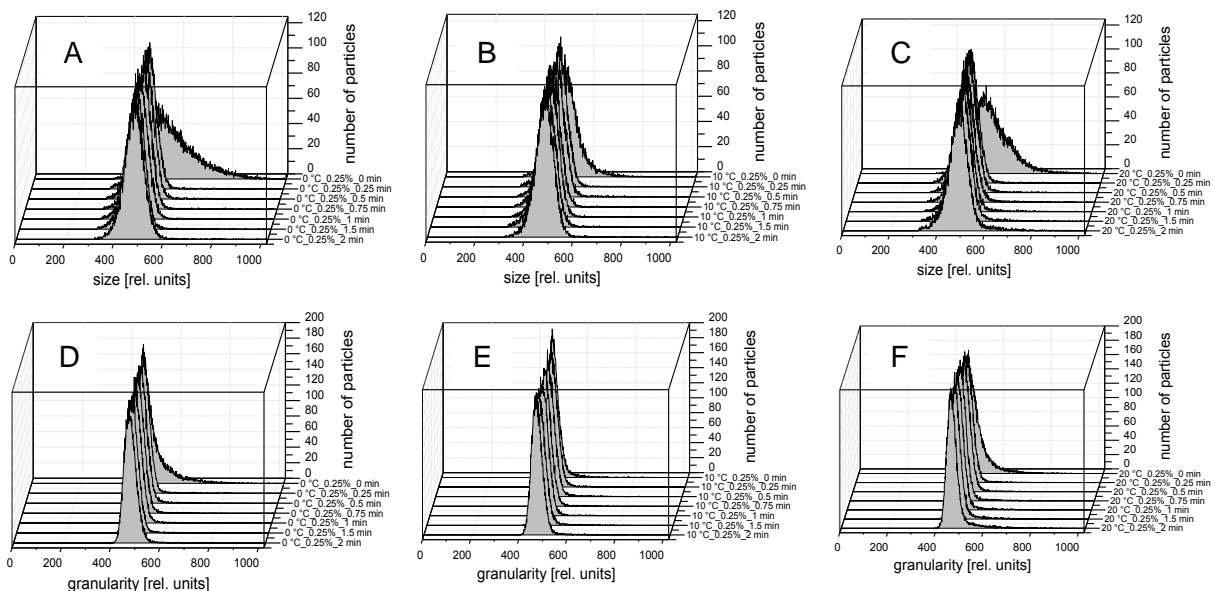 A
120
100
80
60
40
20
0
number of particles
0 °C_0.25%_0 min
0 °C_0.25%_0.25 min
0 °C_0.25%_0.5 min
0 °C_0.25%_0.75 min
0 °C_0.25%_1 min
0 °C_0.25%_1.5 min
0 °C_0.25%_2 min
0 200 400 600 800 1000
size [rel. units]
B
120
100
80
60
40
20
0
number of particles
10 °C_0.25%_0 min
10 °C_0.25%_0.25 min
10 °C_0.25%_0.5 min
10 °C_0.25%_0.75 min
10 °C_0.25%_1 min
10 °C_0.25%_1.5 min
10 °C_0.25%_2 min
0 200 400 600 800 1000
size [rel. units]
C
120
100
80
60
40
20
0
number of particles
20 °C_0.25%_0 min
20 °C_0.25%_0.25 min
20 °C_0.25%_0.5 min
20 °C_0.25%_0.75 min
20 °C_0.25%_1 min
20 °C_0.25%_1.5 min
20 °C_0.25%_2 min
0 200 400 600 800 1000
size [rel. units]
D
200
180
160
140
120
100
80
60
40
20
0
number of particles
0 °C_0.25%_0 min
0 °C_0.25%_0.25 min
0 °C_0.25%_0.5 min
0 °C_0.25%_0.75 min
0 °C_0.25%_1 min
0 °C_0.25%_1.5 min
0 °C_0.25%_2 min
0 200 400 600 800 1000
granularity [rel. units]
E
200
180
160
140
120
100
80
60
40
20
0
number of particles
10 °C_0.25%_0 min
10 °C_0.25%_0.25 min
10 °C_0.25%_0.5 min
10 °C_0.25%_0.75 min
10 °C_0.25%_1 min
10 °C_0.25%_1.5 min
10 °C_0.25%_2 min
0 200 400 600 800 1000
granularity [rel. units]
F
200
180
160
140
120
100
80
60
40
20
0
number of particles
20 °C_0.25%_0 min
20 °C_0.25%_0.25 min
20 °C_0.25%_0.5 min
20 °C_0.25%_0.75 min
20 °C_0.25%_1 min
20 °C_0.25%_1.5 min
20 °C_0.25%_2 min
0 200 400 600 800 1000
granularity [rel. units]